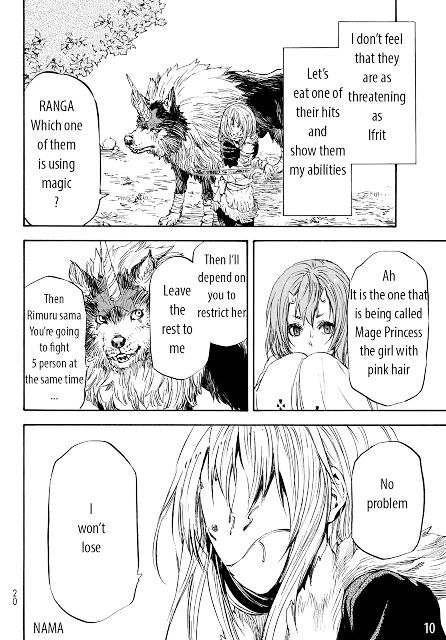 I don't feel
that they are as
threatening
as
Ifrit
Let's
eat one of
their hits
and
show them
my abilities
RANGA
Which one
of them
is using
magic
?
Ah
It is the one that
is being called
Mage Princess
the girl with
pink hair
Then I'll
depend on
you to
restrict her
Leave
the rest to
me
Then
Rimuru sama
You're going
to fight
5 person at
the same time
...
No
problem
I
won't
lose
20
NAMA
10